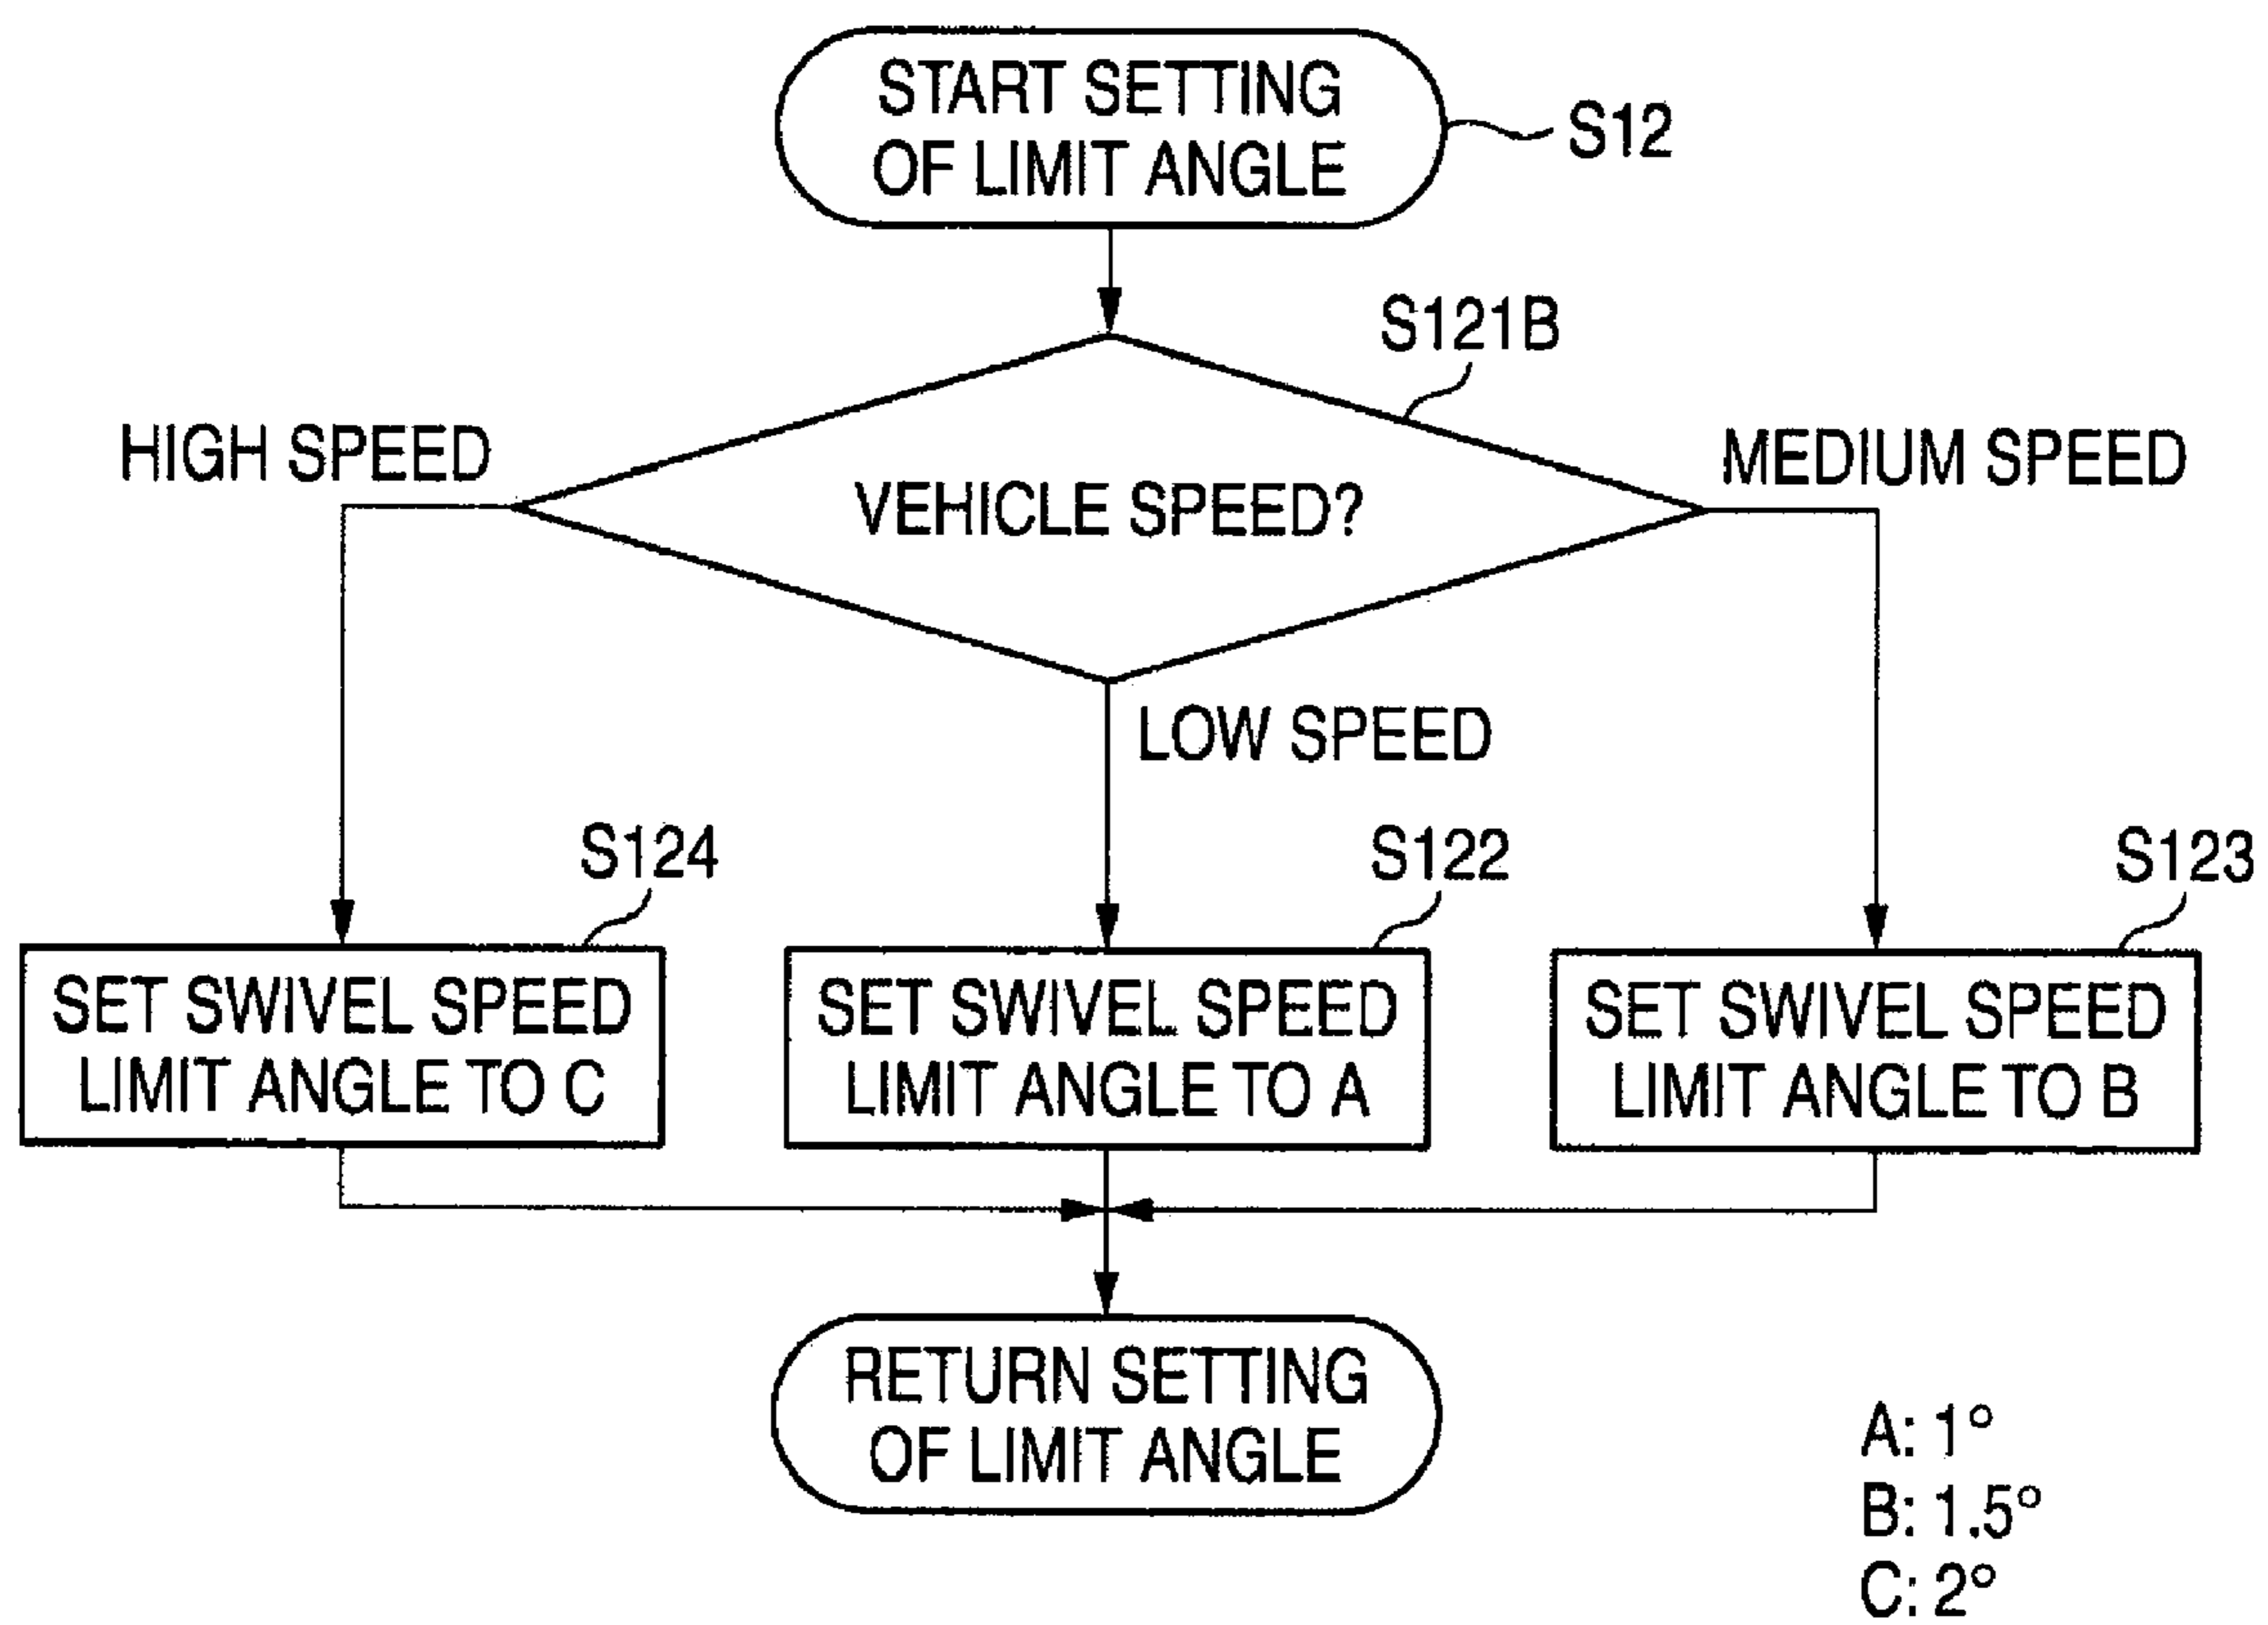 START SETTING
OF LIMIT ANGLE
S12
S121B
HIGH SPEED
VEHICLE SPEED?
MEDIUM SPEED
LOW SPEED
S124
S122
S123
SET SWIVEL SPEED
LIMIT ANGLE TO C
SET SWIVEL SPEED
LIMIT ANGLE TO A
SET SWIVEL SPEED
LIMIT ANGLE TO B
RETURN SETTING
OF LIMIT ANGLE
A: 1°
B: 1.5°
C: 2°